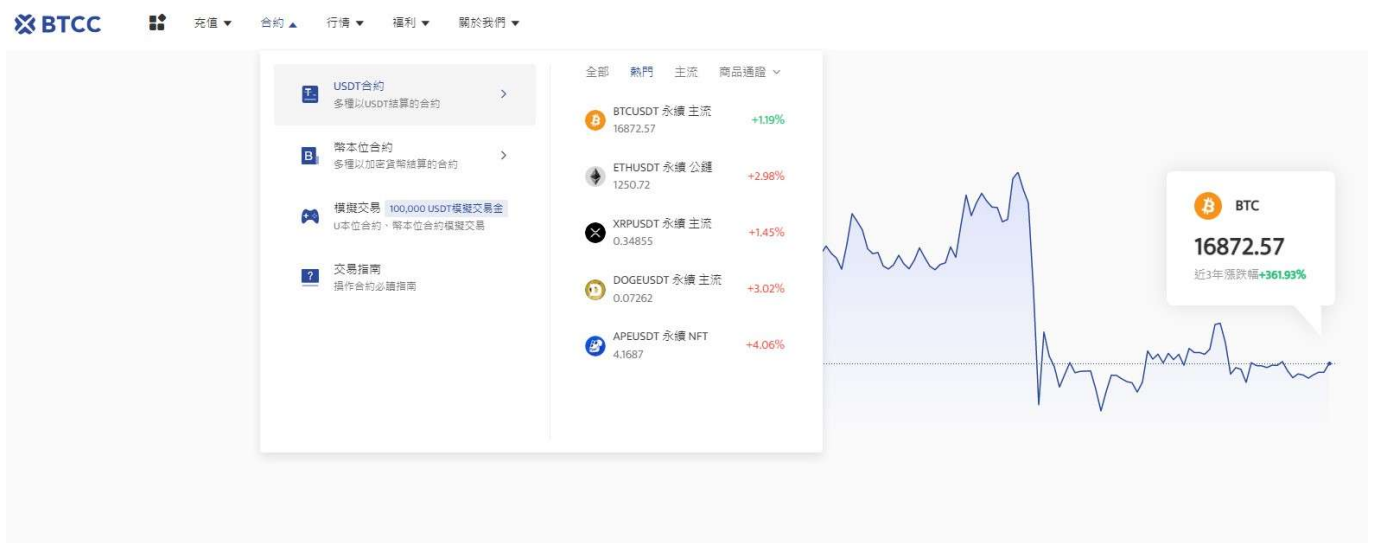 BTCC
充值 ▼
合約 ▲
行情 ▼
福利 ▼
關於我們 ▼
USDT合約
多種以USDT結算的合約
幣本位合約
多種以加密貨幣結算的合約
模擬交易 100,000 USDT模擬交易金
U本位合約、幣本位合約模擬交易
交易指南
操作合約必讀指南
全部 熱門 主流 商品通證
BTCUSDT 永續 主流
16872.57
+1.19%
ETHUSDT 永續 公鏈
1250.72
+2.98%
XRPUSDT 永續 主流
0.34855
+1.45%
DOGEUSDT 永續 主流
0.07262
+3.02%
APEUSDT 永續 NFT
4.1687
+4.06%
BTC
16872.57
近3年漲跌幅+361.93%